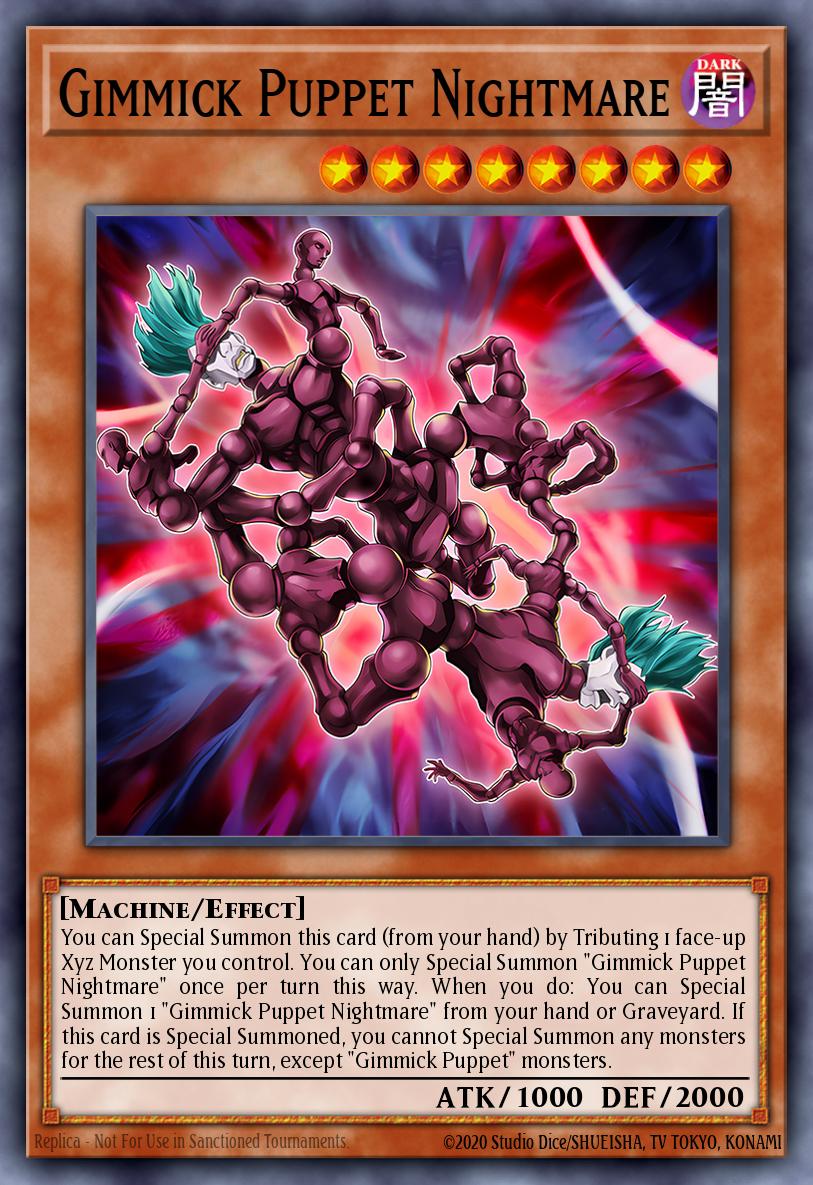 Gimmick Puppet Nightmare
DARK
闇
[Machine/Effect]
You can Special Summon this card (from your hand) by Tributing 1 face-up
Xyz Monster you control. You can only Special Summon "Gimmick Puppet
Nightmare" once per turn this way. When you do: You can Special
Summon 1 "Gimmick Puppet Nightmare" from your hand or Graveyard. If
this card is Special Summoned, you cannot Special Summon any monsters
for the rest of this turn, except "Gimmick Puppet" monsters.
ATK/1000 DEF/2000
Replica - Not For Use in Sanctioned Tournaments. ©2020 Studio Dice/SHUEISHA, TV TOKYO, KONAMI